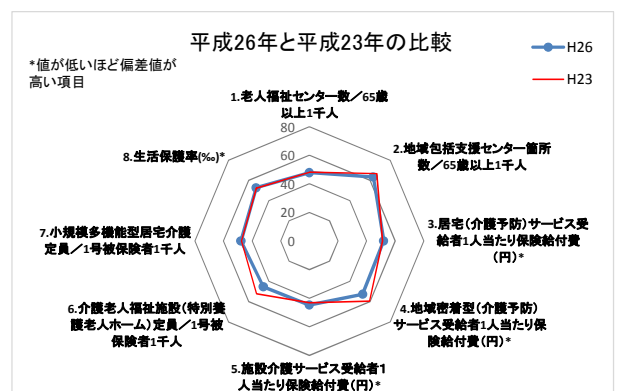 平成26年と平成23年の比較
H26
H23
*値が低いほど偏差値が
高い項目
1.老人福祉センター数／65歳
以上1千人
2.地域包括支援センター箇所
数／65歳以上1千人
3.居宅（介護予防）サービス受
給者1人当たり保険給付費
（円）*
4.地域密着型（介護予防）
サービス受給者1人当たり保
険給付費（円）*
5.施設介護サービス受給者1
人当たり保険給付費（円）*
6.介護老人福祉施設（特別養
護老人ホーム）定員／1号被
保険者1千人
7.小規模多機能型居宅介護
定員／1号被保険者1千人
8.生活保護率(‰)*
80
60
40
20
0